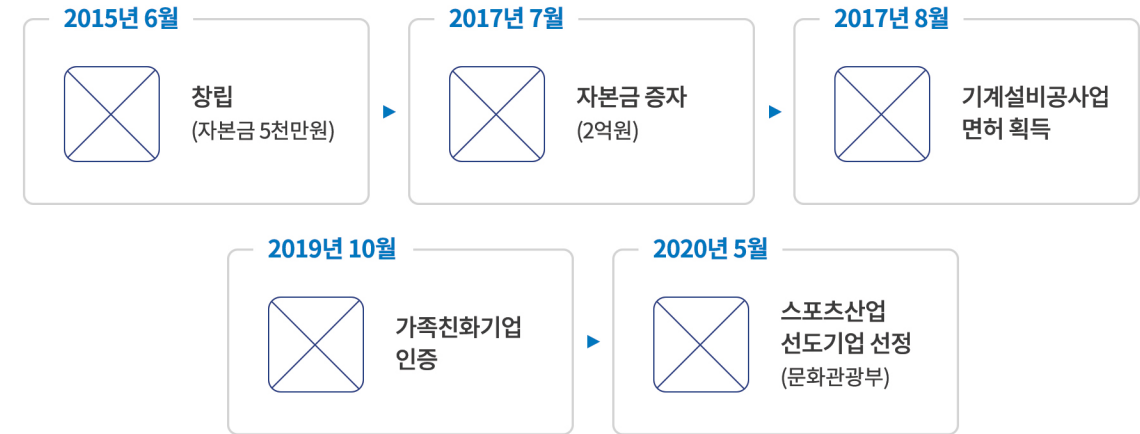 2015년 6월
창립
(자본금 5천만원)
2017년 7월
자본금 증자
(2억원)
2017년 8월
기계설비공사업
면허 획득
2019년 10월
가족친화기업
인증
2020년 5월
스포츠산업
선도기업 선정
(문화관광부)